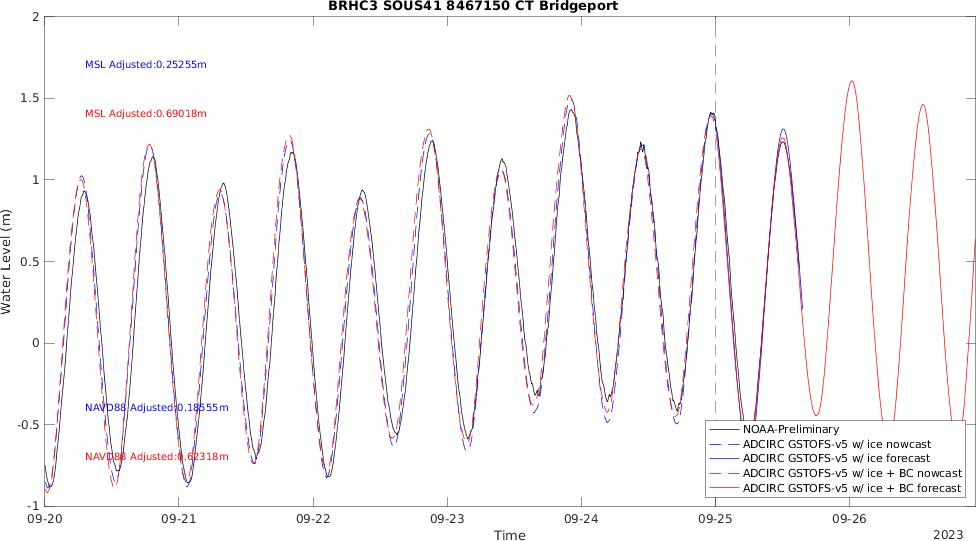 BRHC3 SOUS41 8467150 CT Bridgeport
2
1.5
1
0.5
0
-0.5
-1
Water Level (m)
MSL Adjusted:0.25255m
MSL Adjusted:0.69018m
NAVD88 Adjusted:0.18555m
NAVD88 Adjusted:0.62318m
NOAA-Preliminary
ADCIRC GSTOFS-v5 w/ ice nowcast
ADCIRC GSTOFS-v5 w/ ice forecast
ADCIRC GSTOFS-v5 w/ ice + BC nowcast
ADCIRC GSTOFS-v5 w/ ice + BC forecast
09-20 09-21 09-22 09-23 09-24 09-25 09-26
Time
2023